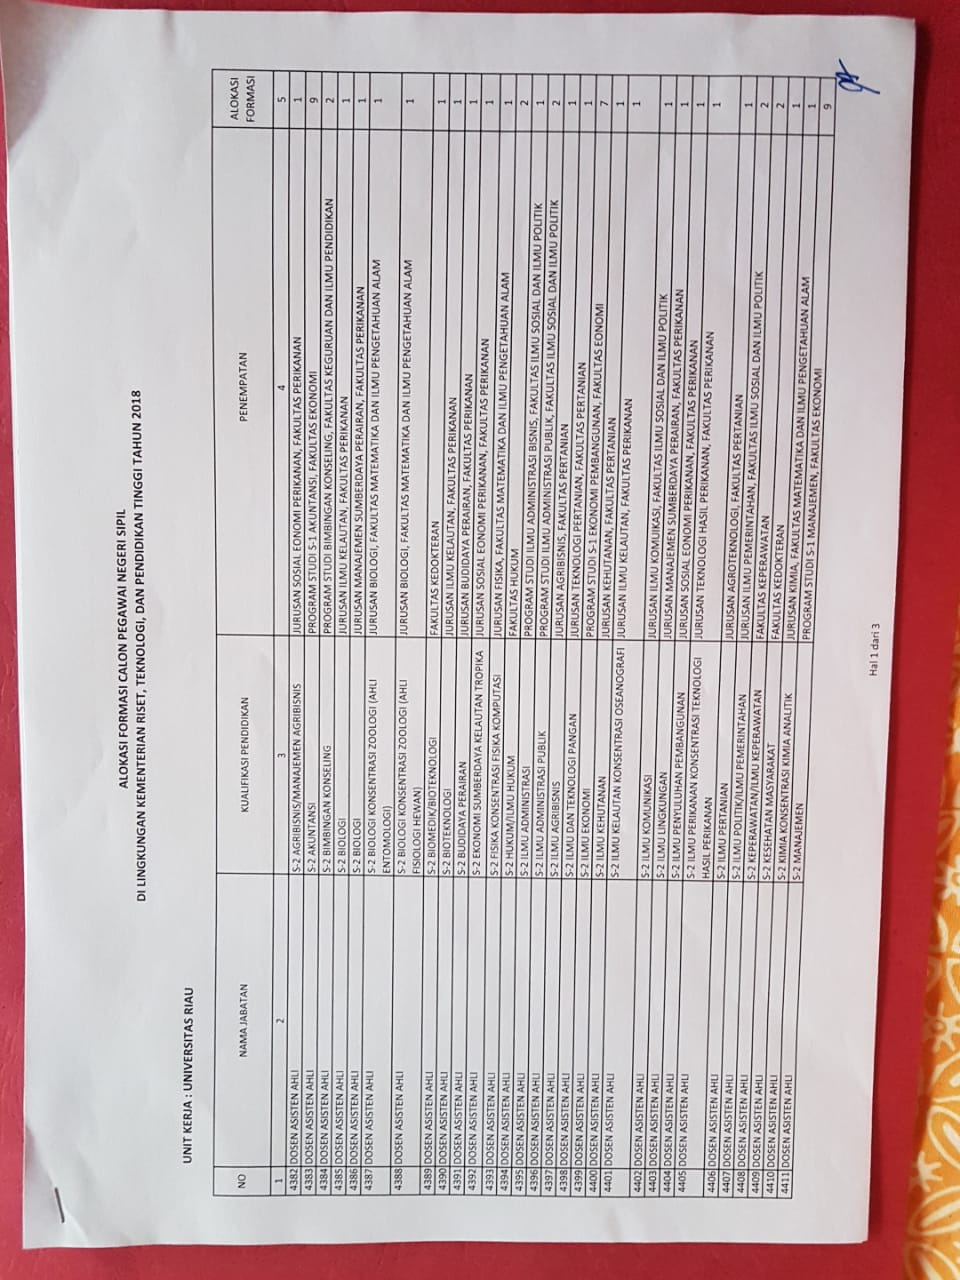 ALOKASI FORMASI CALON PEGAWAI NEGERI SIPIL
DI LINGKUNGAN KEMENTERIAN RISET, TEKNOLOGI, DAN PENDIDIKAN TINGGI TAHUN 2018
UNIT KERJA : UNIVERSITAS RIAU
NO NAMA JABATAN KUALIFIKASI PENDIDIKAN PENEMPATAN ALOKASI FORMASI
1 2 3 4 5
4382 DOSEN ASISTEN AHLI S-2 AGRIBISNIS/MANAJEMEN AGRIBISNIS JURUSAN SOSIAL EONOMI PERIKANAN, FAKULTAS PERIKANAN 1
4383 DOSEN ASISTEN AHLI S-2 AKUNTANSI PROGRAM STUDI S-1 AKUNTANSI, FAKULTAS EKONOMI 9
4384 DOSEN ASISTEN AHLI S-2 BIMBINGAN KONSELING PROGRAM STUDI BIMBINGAN KONSELING, FAKULTAS KEGURUAN DAN ILMU PENDIDIKAN 2
4385 DOSEN ASISTEN AHLI S-2 BIOLOGI JURUSAN ILMU KELAUTAN, FAKULTAS PERIKANAN 1
4386 DOSEN ASISTEN AHLI S-2 BIOLOGI JURUSAN MANAJEMEN SUMBERDAYA PERAIRAN, FAKULTAS PERIKANAN 1
4387 DOSEN ASISTEN AHLI S-2 BIOLOGI KONSENTRASI ZOOLOGI (AHLI JURUSAN BIOLOGI, FAKULTAS MATEMATIKA DAN ILMU PENGETAHUAN ALAM 1
ENTOMOLOGI)
4388 DOSEN ASISTEN AHLI S-2 BIOLOGI KONSENTRASI ZOOLOGI (AHLI JURUSAN BIOLOGI, FAKULTAS MATEMATIKA DAN ILMU PENGETAHUAN ALAM 1
FISIOLOGI HEWAN)
4389 DOSEN ASISTEN AHLI S-2 BIOMEDIK/BIOTEKNOLOGI FAKULTAS KEDOKTERAN 1
4390 DOSEN ASISTEN AHLI S-2 BIOTEKNOLOGI JURUSAN ILMU KELAUTAN, FAKULTAS PERIKANAN 1
4391 DOSEN ASISTEN AHLI S-2 BUDIDAYA PERAIRAN JURUSAN BUDIDAYA PERAIRAN, FAKULTAS PERIKANAN 1
4392 DOSEN ASISTEN AHLI S-2 EKONOMI SUMBERDAYA KELAUTAN TROPIKA JURUSAN SOSIAL EONOMI PERIKANAN, FAKULTAS PERIKANAN 1
4393 DOSEN ASISTEN AHLI S-2 FISIKA KONSENTRASI FISIKA KOMPUTASI JURUSAN FISIKA, FAKULTAS MATEMATIKA DAN ILMU PENGETAHUAN ALAM 1
4394 DOSEN ASISTEN AHLI S-2 HUKUM/ILMU HUKUM FAKULTAS HUKUM 2
4395 DOSEN ASISTEN AHLI S-2 ILMU ADMINISTRASI PROGRAM STUDI ILMU ADMINISTRASI BISNIS, FAKULTAS ILMU SOSIAL DAN ILMU POLITIK 1
4396 DOSEN ASISTEN AHLI S-2 ILMU ADMINISTRASI PUBLIK PROGRAM STUDI ILMU ADMINISTRASI PUBLIK, FAKULTAS ILMU SOSIAL DAN ILMU POLITIK 2
4397 DOSEN ASISTEN AHLI S-2 ILMU AGRIBISNIS JURUSAN AGRIBISNIS, FAKULTAS PERTANIAN 1
4398 DOSEN ASISTEN AHLI S-2 ILMU DAN TEKNOLOGI PANGAN JURUSAN TEKNOLOGI PERTANIAN, FAKULTAS PERTANIAN 1
4399 DOSEN ASISTEN AHLI S-2 ILMU EKONOMI PROGRAM STUDI S-1 EKONOMI PEMBANGUNAN, FAKULTAS EONOMI 7
4400 DOSEN ASISTEN AHLI S-2 ILMU KEHUTANAN JURUSAN KEHUTANAN, FAKULTAS PERTANIAN 1
4401 DOSEN ASISTEN AHLI S-2 ILMU KELAUTAN KONSENTRASI OSEANOGRAFI JURUSAN ILMU KELAUTAN, FAKULTAS PERIKANAN 1
4402 DOSEN ASISTEN AHLI S-2 ILMU KOMUNIKASI JURUSAN ILMU KOMUIKASI, FAKULTAS ILMU SOSIAL DAN ILMU POLITIK 1
4403 DOSEN ASISTEN AHLI S-2 ILMU LINGKUNGAN JURUSAN MANAJEMEN SUMBERDAYA PERAIRAN, FAKULTAS PERIKANAN 1
4404 DOSEN ASISTEN AHLI S-2 ILMU PENYULUHAN PEMBANGUNAN JURUSAN SOSIAL EONOMI PERIKANAN, FAKULTAS PERIKANAN 1
4405 DOSEN ASISTEN AHLI S-2 ILMU PERIKANAN KONSENTRASI TEKNOLOGI JURUSAN TEKNOLOGI HASIL PERIKANAN, FAKULTAS PERIKANAN 1
HASIL PERIKANAN
4406 DOSEN ASISTEN AHLI S-2 ILMU PERTANIAN JURUSAN AGROTEKNOLOGI, FAKULTAS PERTANIAN 1
4407 DOSEN ASISTEN AHLI S-2 ILMU POLITIK/ILMU PEMERINTAHAN JURUSAN ILMU PEMERINTAHAN, FAKULTAS ILMU SOSIAL DAN ILMU POLITIK 2
4408 DOSEN ASISTEN AHLI S-2 KEPERAWATAN/ILMU KEPERAWATAN FAKULTAS KEPERAWATAN 2
4409 DOSEN ASISTEN AHLI S-2 KESEHATAN MASYARAKAT FAKULTAS KEDOKTERAN 1
4410 DOSEN ASISTEN AHLI S-2 KIMIA KONSENTRASI KIMIA ANALITIK JURUSAN KIMIA, FAKULTAS MATEMATIKA DAN ILMU PENGETAHUAN ALAM 1
4411 DOSEN ASISTEN AHLI S-2 MANAJEMEN PROGRAM STUDI S-1 MANAJEMEN, FAKULTAS EKONOMI 9
Hal 1 dari 3